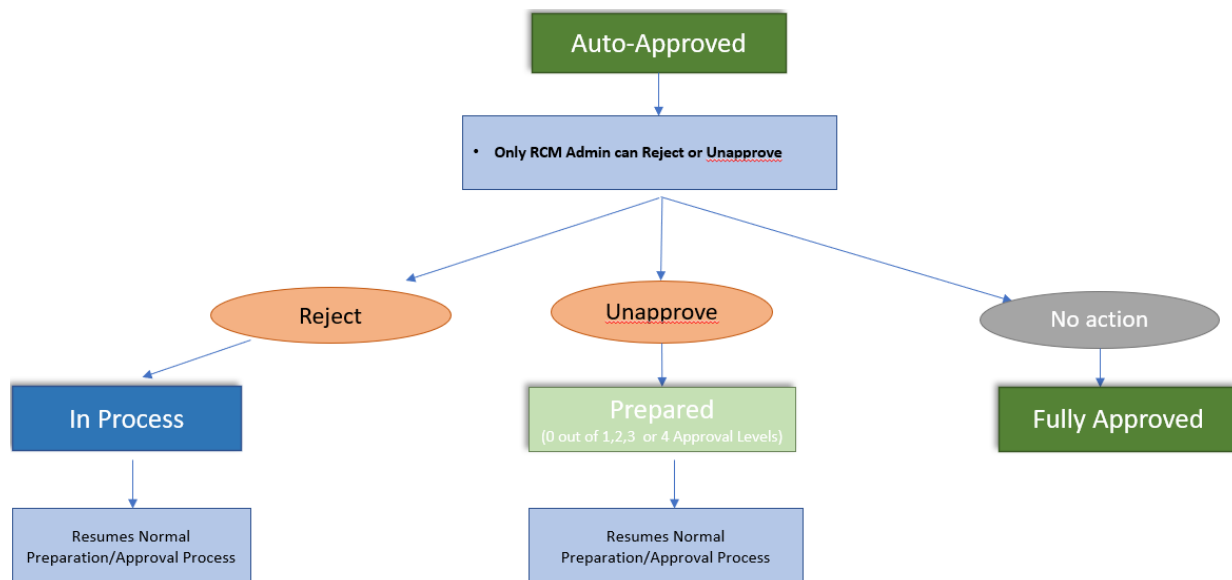 Auto-Approved
• Only RCM Admin can Reject or Unapprove
Reject
Unapprove
No action
In Process
Prepared
(0 out of 1,2,3 or 4 Approval Levels)
Fully Approved
Resumes Normal
Preparation/Approval Process
Resumes Normal
Preparation/Approval Process